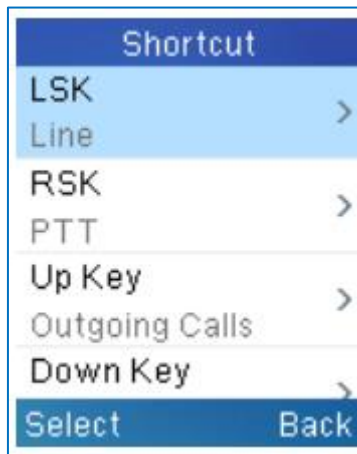 Shortcut
LSK
Line
RSK
PTT
Up Key
Outgoing Calls
Down Key
Select Back